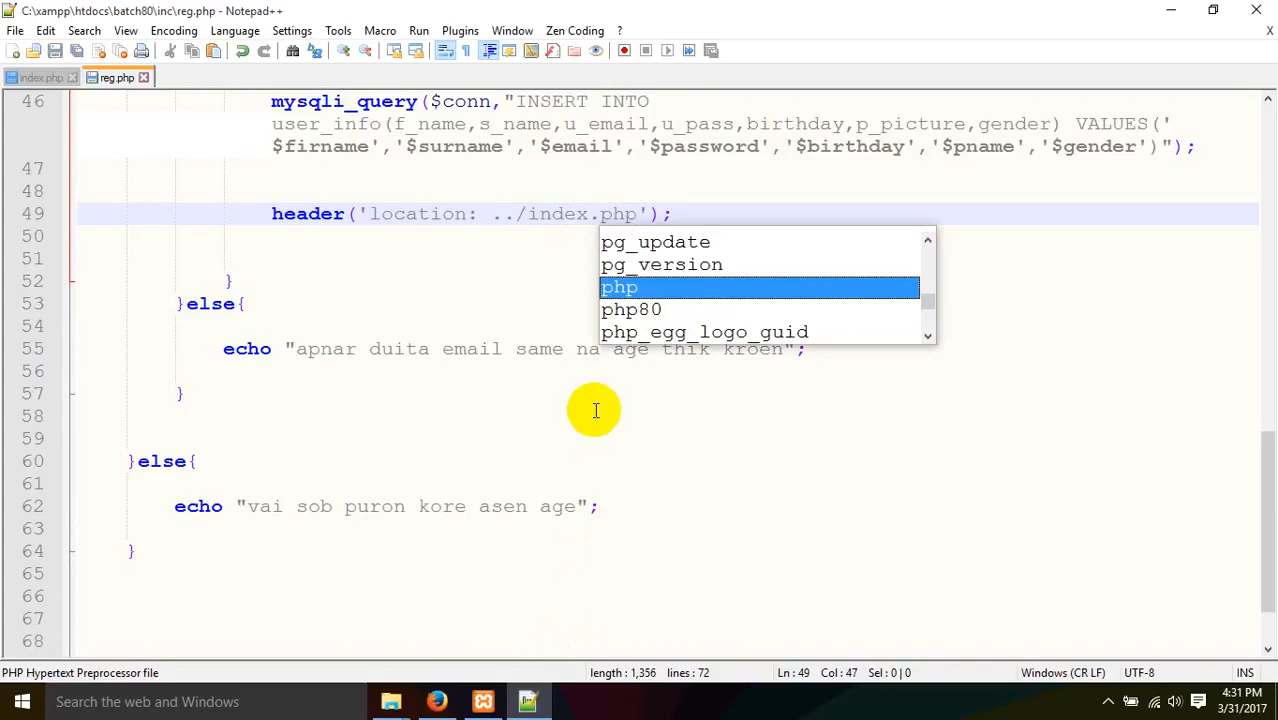 C:\xampp\htdocs\batch80\inc\reg.php - Notepad++
File Edit Search View Encoding Language Settings Tools Macro Run Plugins Window Zen Coding ? X
index.php reg.php
46 mysqli_query($conn,"INSERT INTO
user_info(f_name,s_name,u_email,u_pass,birthday,p_picture,gender) VALUES('
$firname','$surname','$email','$password','$birthday','$pname','$gender')");
47
48
49 header('location: ../index.php');
50
pg_update
51
pg_version
52 }
php
53 }else{
php80
54
php_egg_logo_guid
55 echo "apnar duita email same na age thik kroen";
56
57 }
58
59
60 }else{
61
62 echo "vai sob puron kore asen age";
63
64 }
65
66
67
68
PHP Hypertext Preprocessor file length : 1,356 lines : 72 Ln : 49 Col : 47 Sel : 0 | 0 Windows (CR LF) UTF-8 INS
Search the web and Windows
4:31 PM
3/31/2017